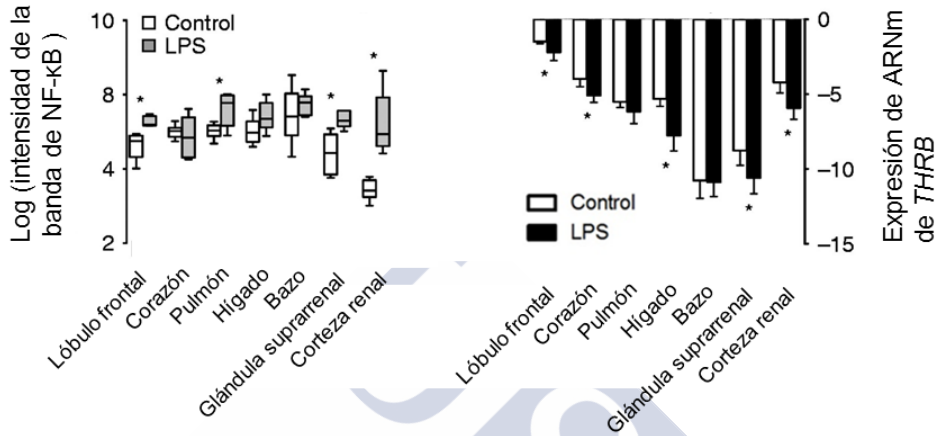 Log (intensidad de la
banda de NF-κB)
10
8
4
2
Control
LPS
*
*
*
*
Lóbulo frontal
Corazón
Pulmón
Hígado
Bazo
Glándula suprarrenal
Corteza renal
0
−5
−10
−15
Expresión de ARNm
de THRB
*
*
*
*
*
Control
LPS
Lóbulo frontal
Corazón
Pulmón
Hígado
Bazo
Glándula suprarrenal
Corteza renal